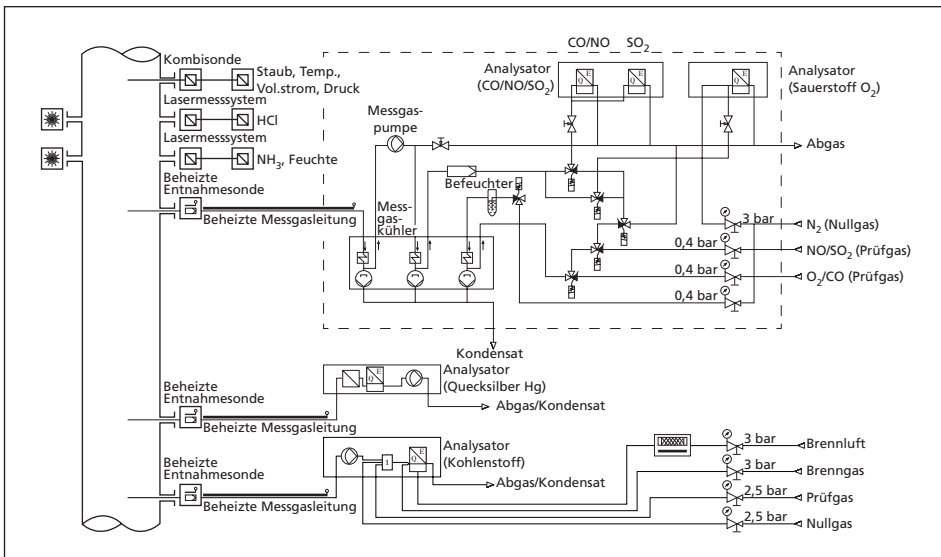 CO/NO SO2
Kombisonde
Staub, Temp.,
Vol.strom, Druck
Analysator
(CO/NO/SO2)
E
Q
E
Q
E
Q
Analysator
(Sauerstoff O2)
Lasermesssystem
HCl
Messgas-
pumpe
Lasermesssystem
NH3, Feuchte
Abgas
Beheizte
Entnahmesonde
Befeuchter
Beheizte Messgasleitung
Mess-
gas-
kühler
3 bar
N2 (Nullgas)
0,4 bar
NO/SO2 (Prüfgas)
0,4 bar
O2/CO (Prüfgas)
0,4 bar
Kondensat
Beheizte
Entnahmesonde
Analysator
(Quecksilber Hg)
E
Q
Abgas/Kondensat
Beheizte Messgasleitung
Analysator
(Kohlenstoff)
E
Q
1
3 bar
Brennluft
Beheizte
Entnahmesonde
3 bar
Brenngas
Abgas/Kondensat
Beheizte Messgasleitung
2,5 bar
Prüfgas
2,5 bar
Nullgas